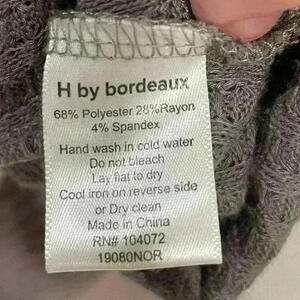 H by bordeaux
68% Polyester 28%Rayon
4% Spandex
Hand wash in cold water
Do not bleach
Lay flat to dry
Cool iron on reverse side
or Dry clean
Made in China
RN# 104072
19080NOR